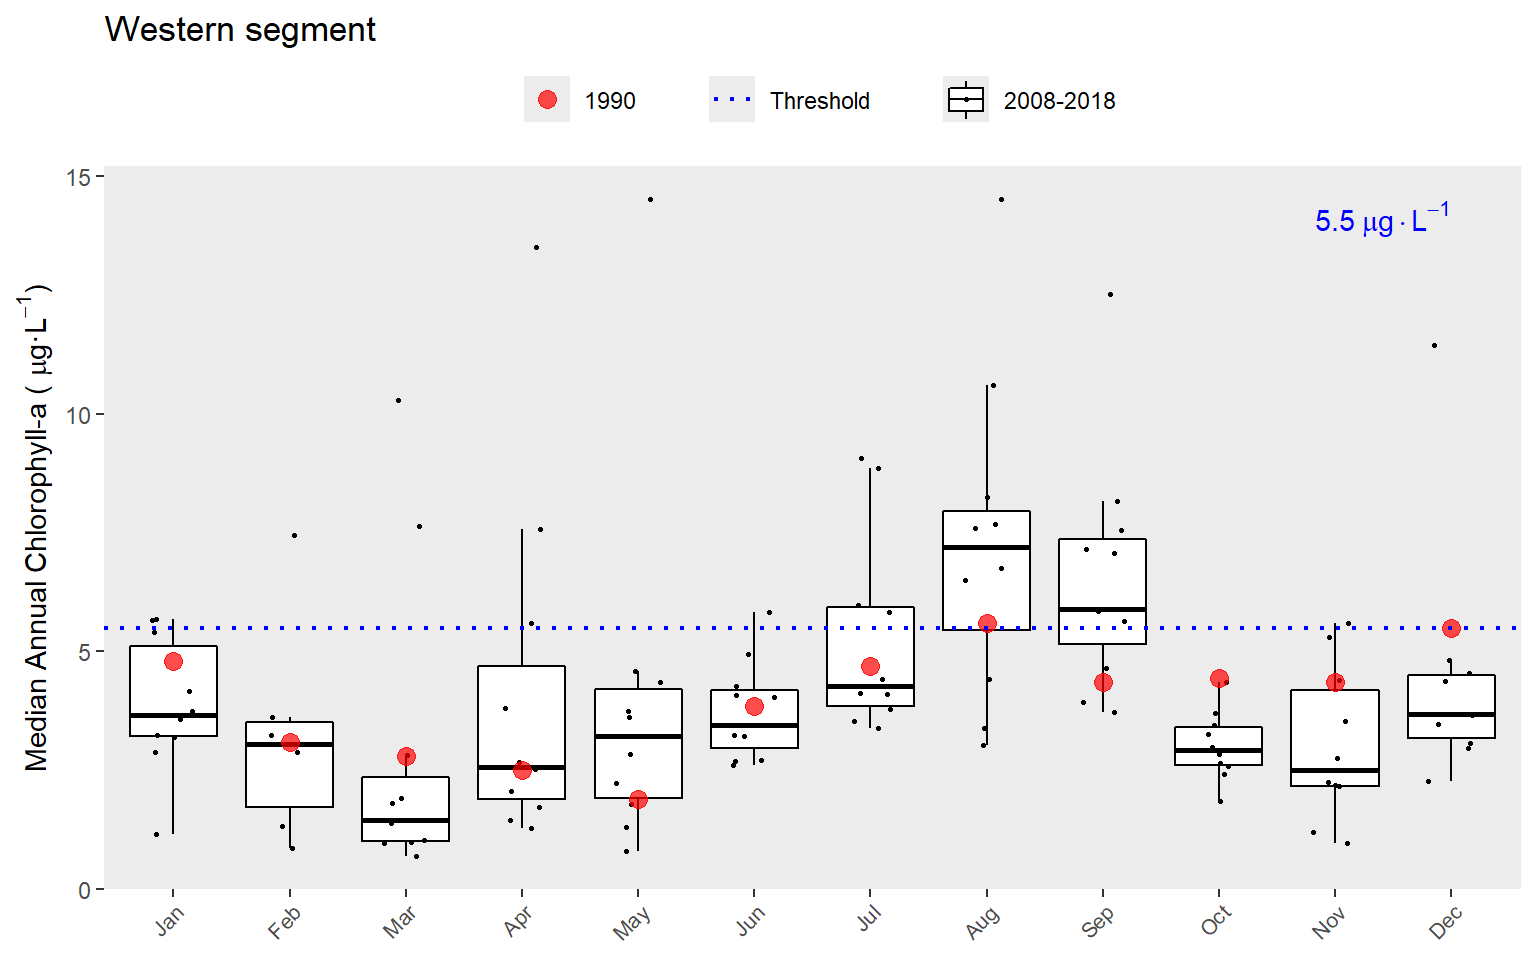 Western segment
1990 Threshold 2008-2018
Median Annual Chlorophyll-a ( µg·L⁻¹)
15
10
5
0
5.5 µg·L⁻¹
Jan Feb Mar Apr May Jun Jul Aug Sep Oct Nov Dec